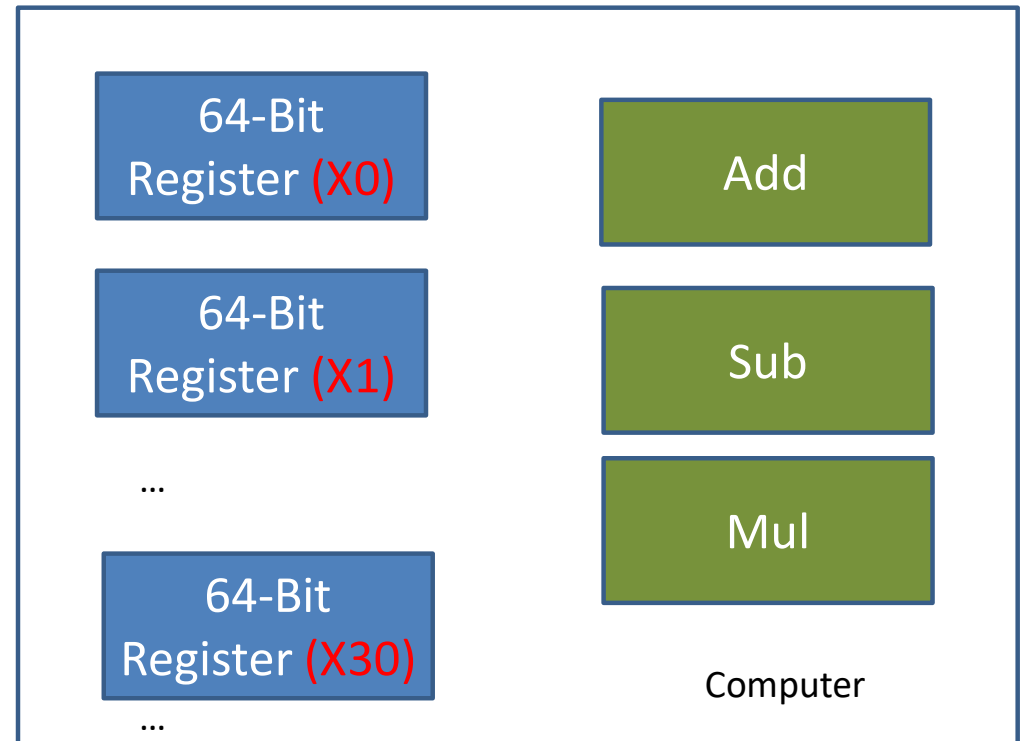 64-Bit
Register (X0)
Add
64-Bit
Register (X1)
Sub
…
Mul
64-Bit
Register (X30)
Computer
…